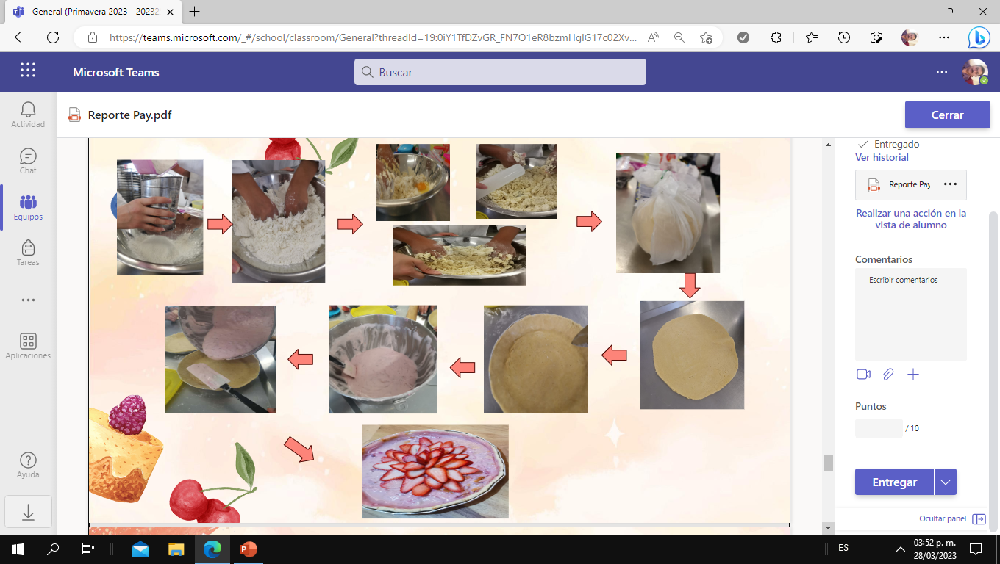 General (Primavera 2023 - 20232
https://teams.microsoft.com/_#/school/classroom/General?threadId=19:0iY1TfDZvGR_FN7O1eR8bzmHgIG17c02Xv...
Microsoft Teams
Buscar
Actividad
Chat
Equipos
Tareas
Aplicaciones
Ayuda
Reporte Pay.pdf
Cerrar
Entregado
Ver historial
Reporte Pay
Realizar una acción en la
vista de alumno
Comentarios
Escribir comentarios
Puntos
/ 10
Entregar
Ocultar panel
ES
03:52 p. m.
28/03/2023